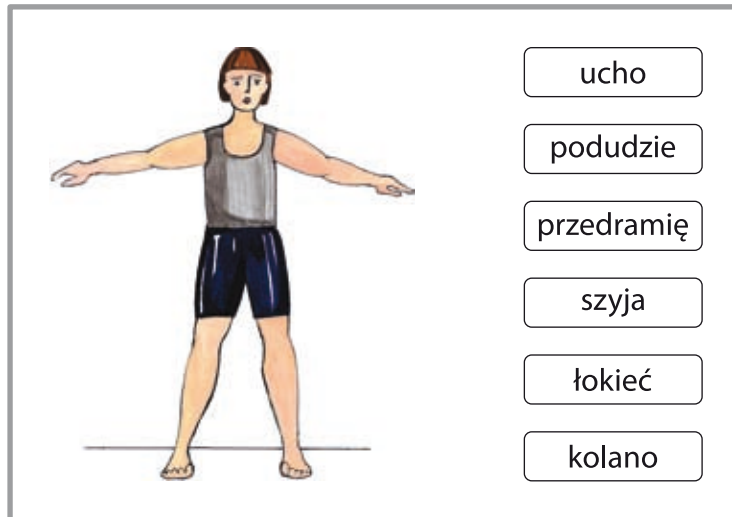 ucho
podudzie
przedramię
szyja
łokieć
kolano